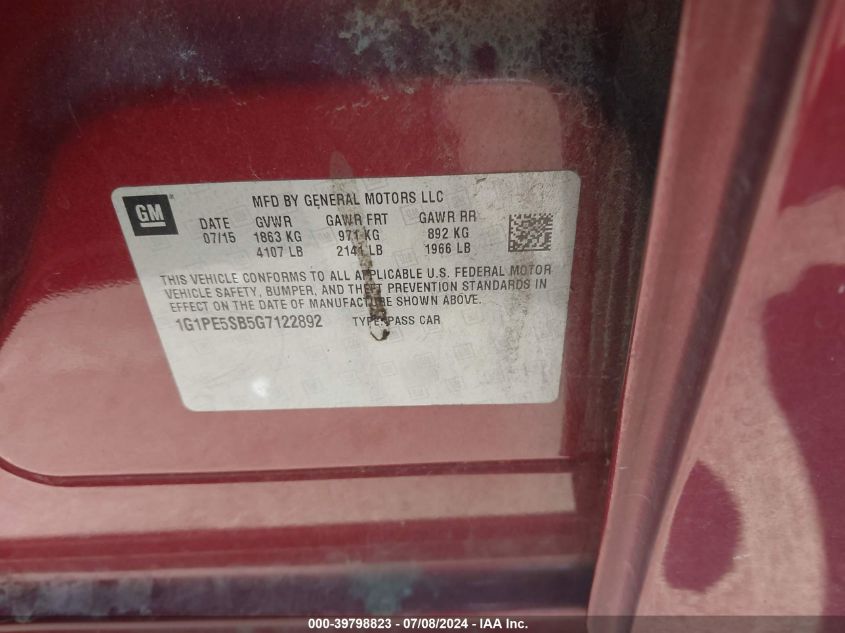 GM
MFD BY GENERAL MOTORS LLC
DATE GVWR GAWR FRT GAWR RR
07/15 1863 KG 971 KG 892 KG
4107 LB 2141 LB 1966 LB
THIS VEHICLE CONFORMS TO ALL APPLICABLE U.S. FEDERAL MOTOR
VEHICLE SAFETY, BUMPER, AND THEFT PREVENTION STANDARDS IN
EFFECT ON THE DATE OF MANUFACTURE SHOWN ABOVE.
1G1PE5SB5G7122892 TYPE: PASS CAR
000-39798823 - 07/08/2024 - IAA Inc.